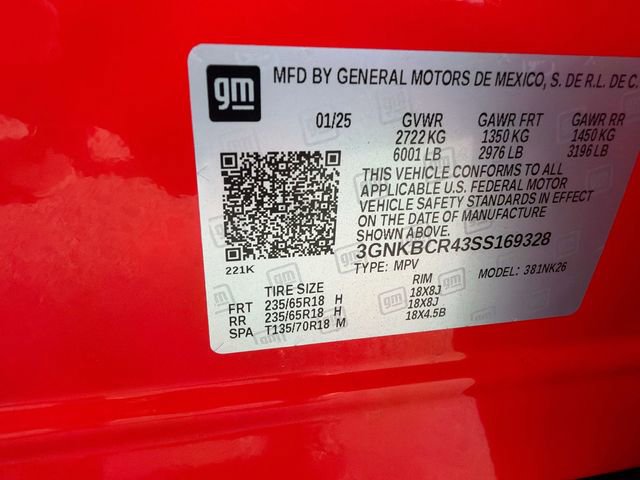 gm MFD BY GENERAL MOTORS DE MEXICO, S. DE R.L. DE C.
01/25 GVWR GAWR FRT GAWR RR
2722 KG 1350 KG 1450 KG
6001 LB 2976 LB 3196 LB
THIS VEHICLE CONFORMS TO ALL
APPLICABLE U.S. FEDERAL MOTOR
VEHICLE SAFETY STANDARDS IN EFFECT
ON THE DATE OF MANUFACTURE
SHOWN ABOVE.
3GNKBCR43SS169328
221K TYPE: MPV MODEL: 381NK26
TIRE SIZE RIM
FRT 235/65R18 H 18X8J
RR 235/65R18 H 18X8J
SPA T135/70R18 M 18X4.5B